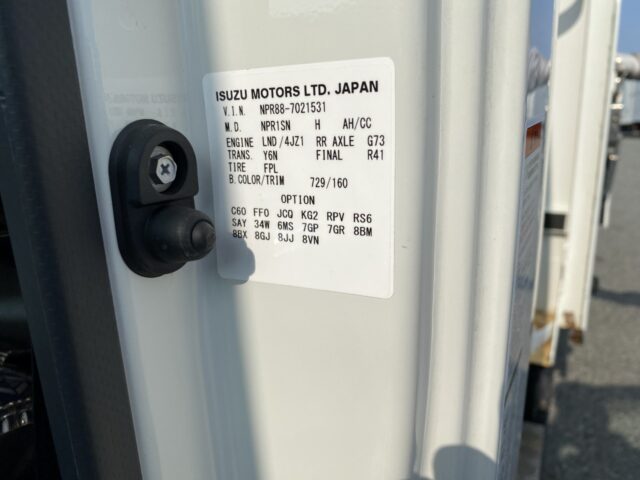 ISUZU MOTORS LTD. JAPAN
V.I.N. NPR88-7021531
M.D. NPR1SN H AH/CC
ENGINE LND/4JZ1 RR AXLE G73
TRANS. Y6N FINAL R41
TIRE FPL
B.COLOR/TRIM 729/160
OPTION
C60 FFO JCQ KG2 RPV RS6
SAY 34W 6MS 7GP 7GR 8BM
8BX 8GJ 8JJ 8VN